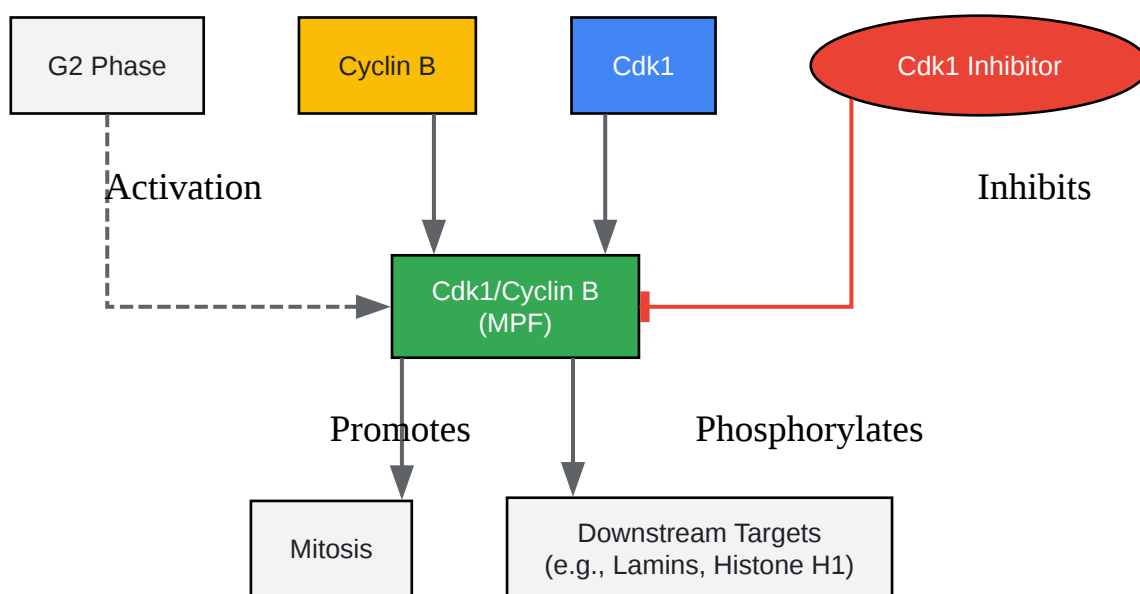 G2 Phase
Cyclin B
Cdk1
Cdk1 Inhibitor
Activation
Inhibits
Cdk1/Cyclin B
(MPF)
Promotes
Phosphorylates
Mitosis
Downstream Targets
(e.g., Lamins, Histone H1)